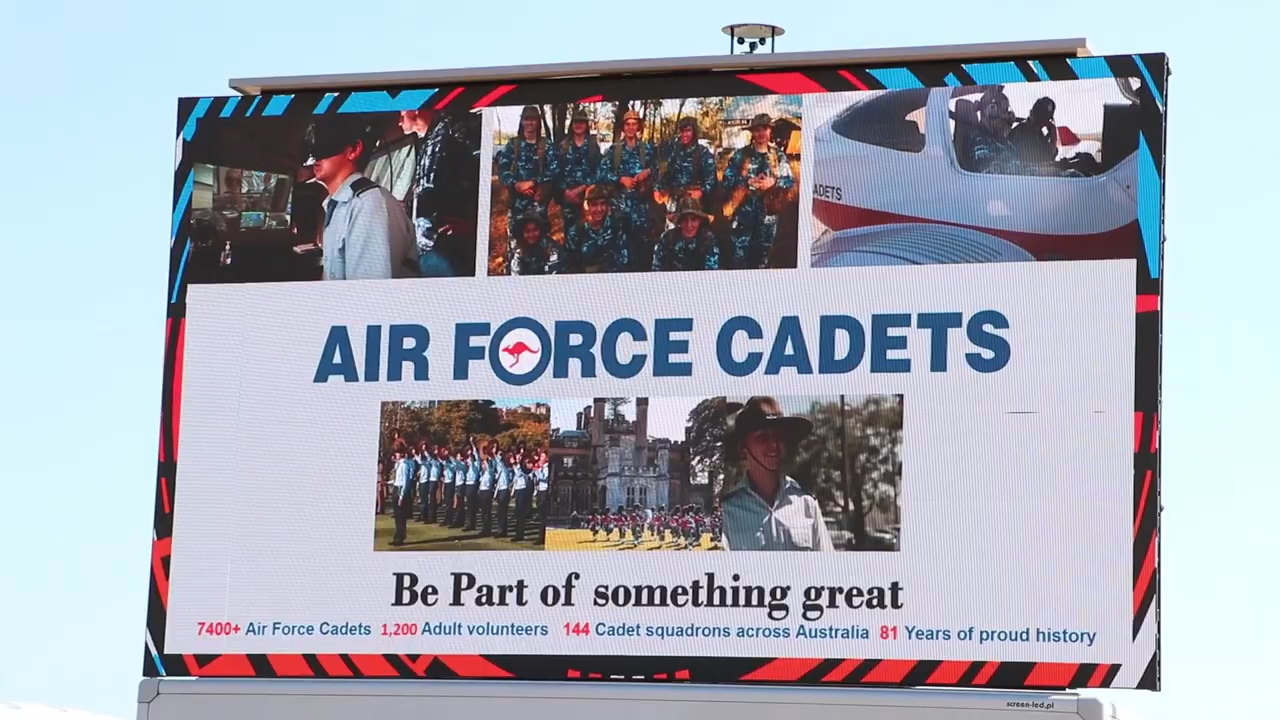 ADETS
AIR FORCE CADETS
Be Part of something great
7400+ Air Force Cadets 1,200 Adult volunteers 144 Cadet squadrons across Australia 81 Years of proud history
screen-led.pl